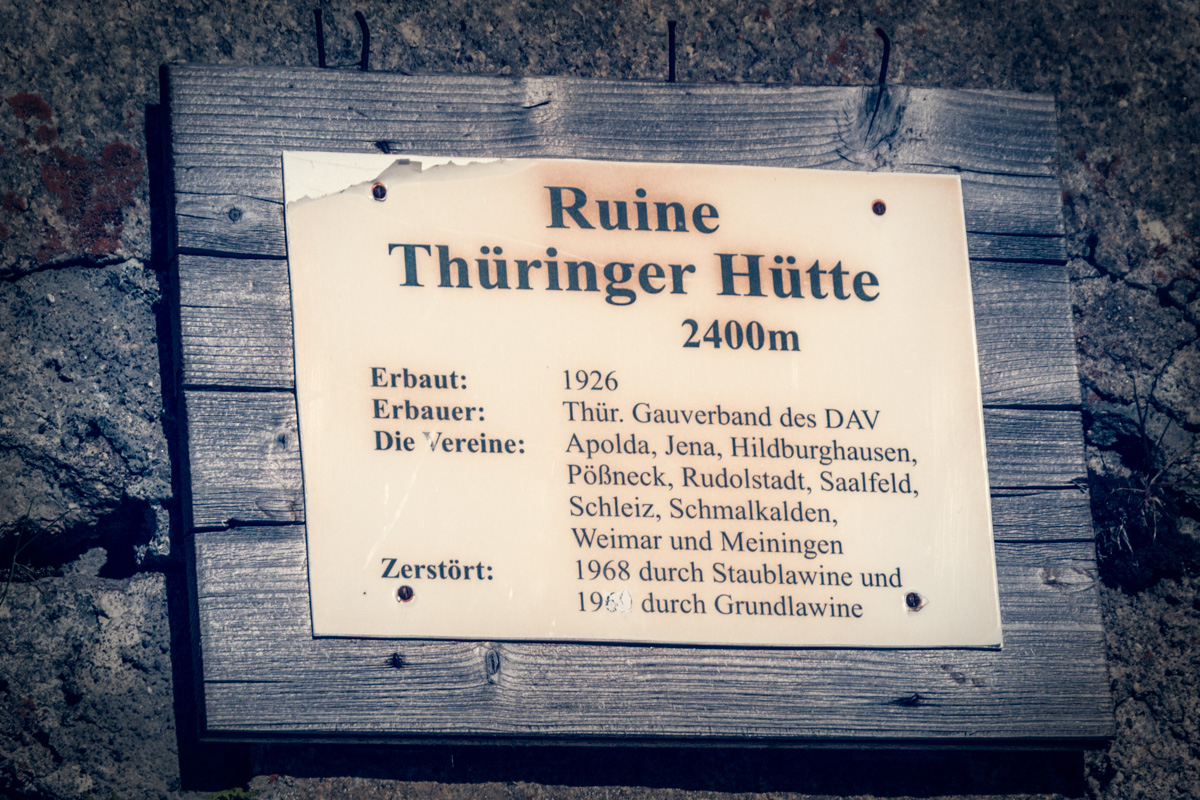 Ruine
Thüringer Hütte
2400m
Erbaut: 1926
Erbauer: Thür. Gauverband des DAV
Die Vereine: Apolda, Jena, Hildburghausen,
Pößneck, Rudolstadt, Saalfeld,
Schleiz, Schmalkalden,
Weimar und Meiningen
Zerstört: 1968 durch Staublawine und
1969 durch Grundlawine